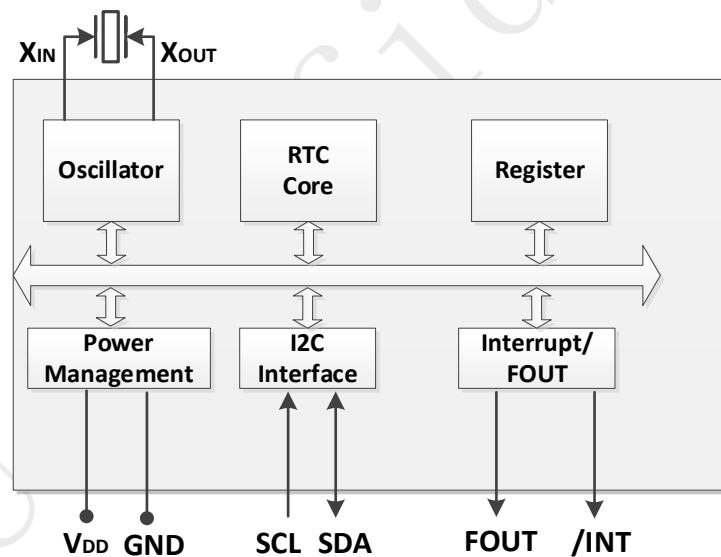 XIN XOUT
Oscillator
RTC
Core
Register
Power
Management
I2C
Interface
Interrupt/
FOUT
VDD GND SCL SDA FOUT /INT